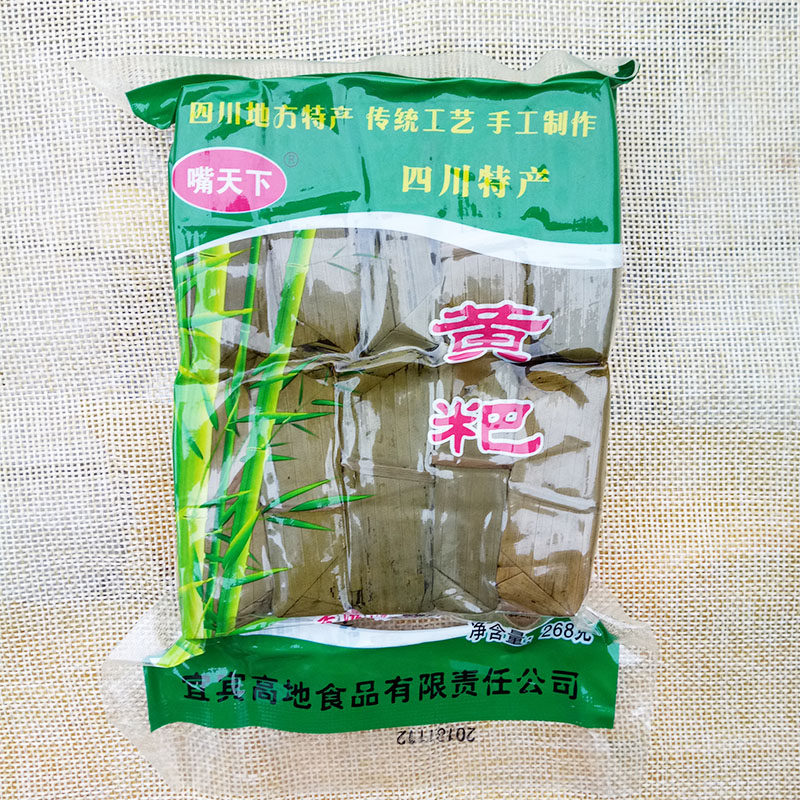 四川地方特产 传统工艺 手工制作
嘴天下®
四川特产
黄粑
净含量：268克
宜宾高地食品有限责任公司
20181112